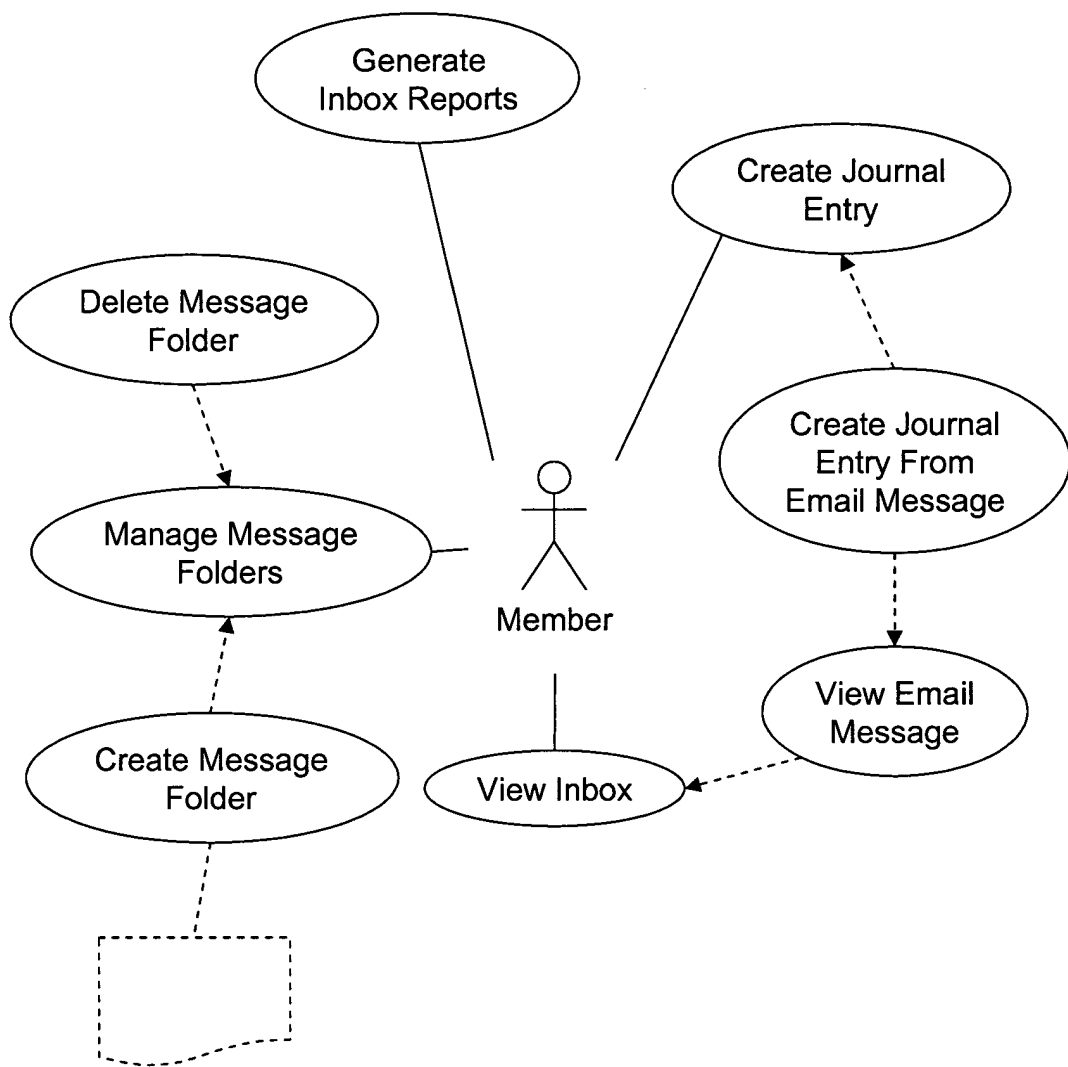 Generate
Inbox Reports
Create Journal
Entry
Delete Message
Folder
Create Journal
Entry From
Email Message
Manage Message
Folders
Member
View Email
Message
Create Message
Folder
View Inbox